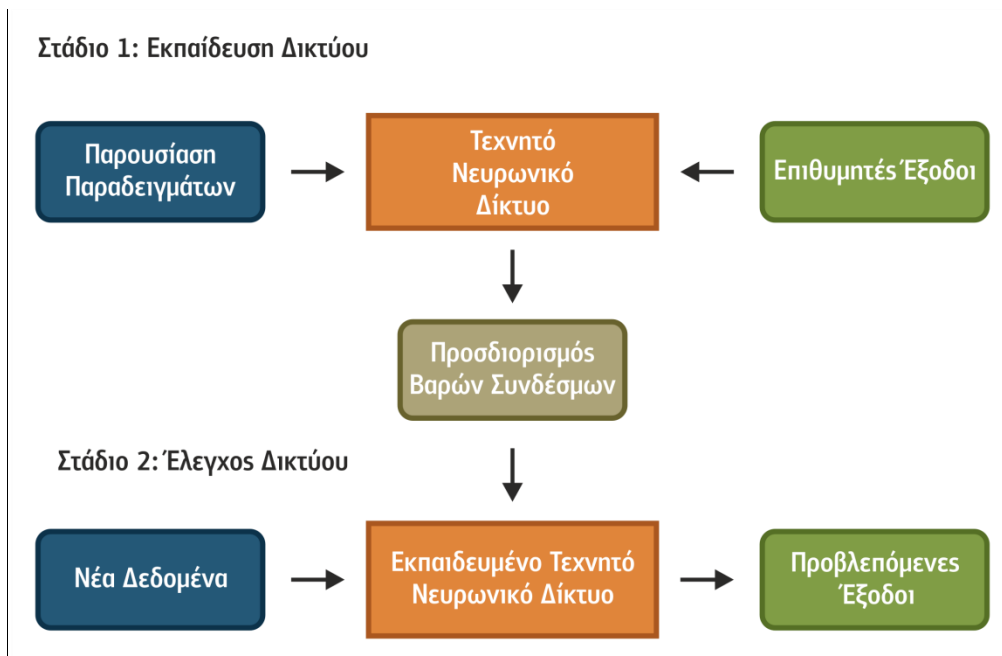 Στάδιο 1: Εκπαίδευση Δικτύου
Παρουσίαση
Παραδειγμάτων
Τεχνητό
Νευρωνικό
Δίκτυο
Επιθυμητές Έξοδοι
Προσδιορισμός
Βαρών Συνδέσμων
Στάδιο 2: Έλεγχος Δικτύου
Νέα Δεδομένα
Εκπαιδευμένο Τεχνητό
Νευρωνικό Δίκτυο
Προβλεπόμενες
Έξοδοι